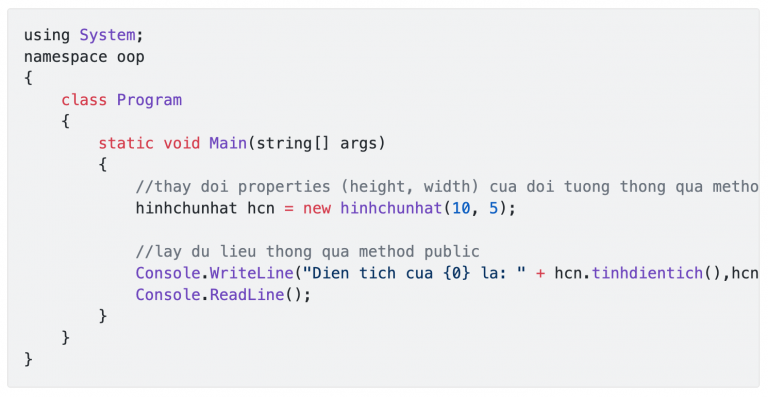 using System;
namespace oop
{
    class Program
    {
        static void Main(string[] args)
        {
            //thay doi properties (height, width) cua doi tuong thong qua metho
            hinhchunhat hcn = new hinhchunhat(10, 5);

            //lay du lieu thong qua method public
            Console.WriteLine("Dien tich cua {0} la: " + hcn.tinhdientich(),hcn
            Console.ReadLine();
        }
    }
}